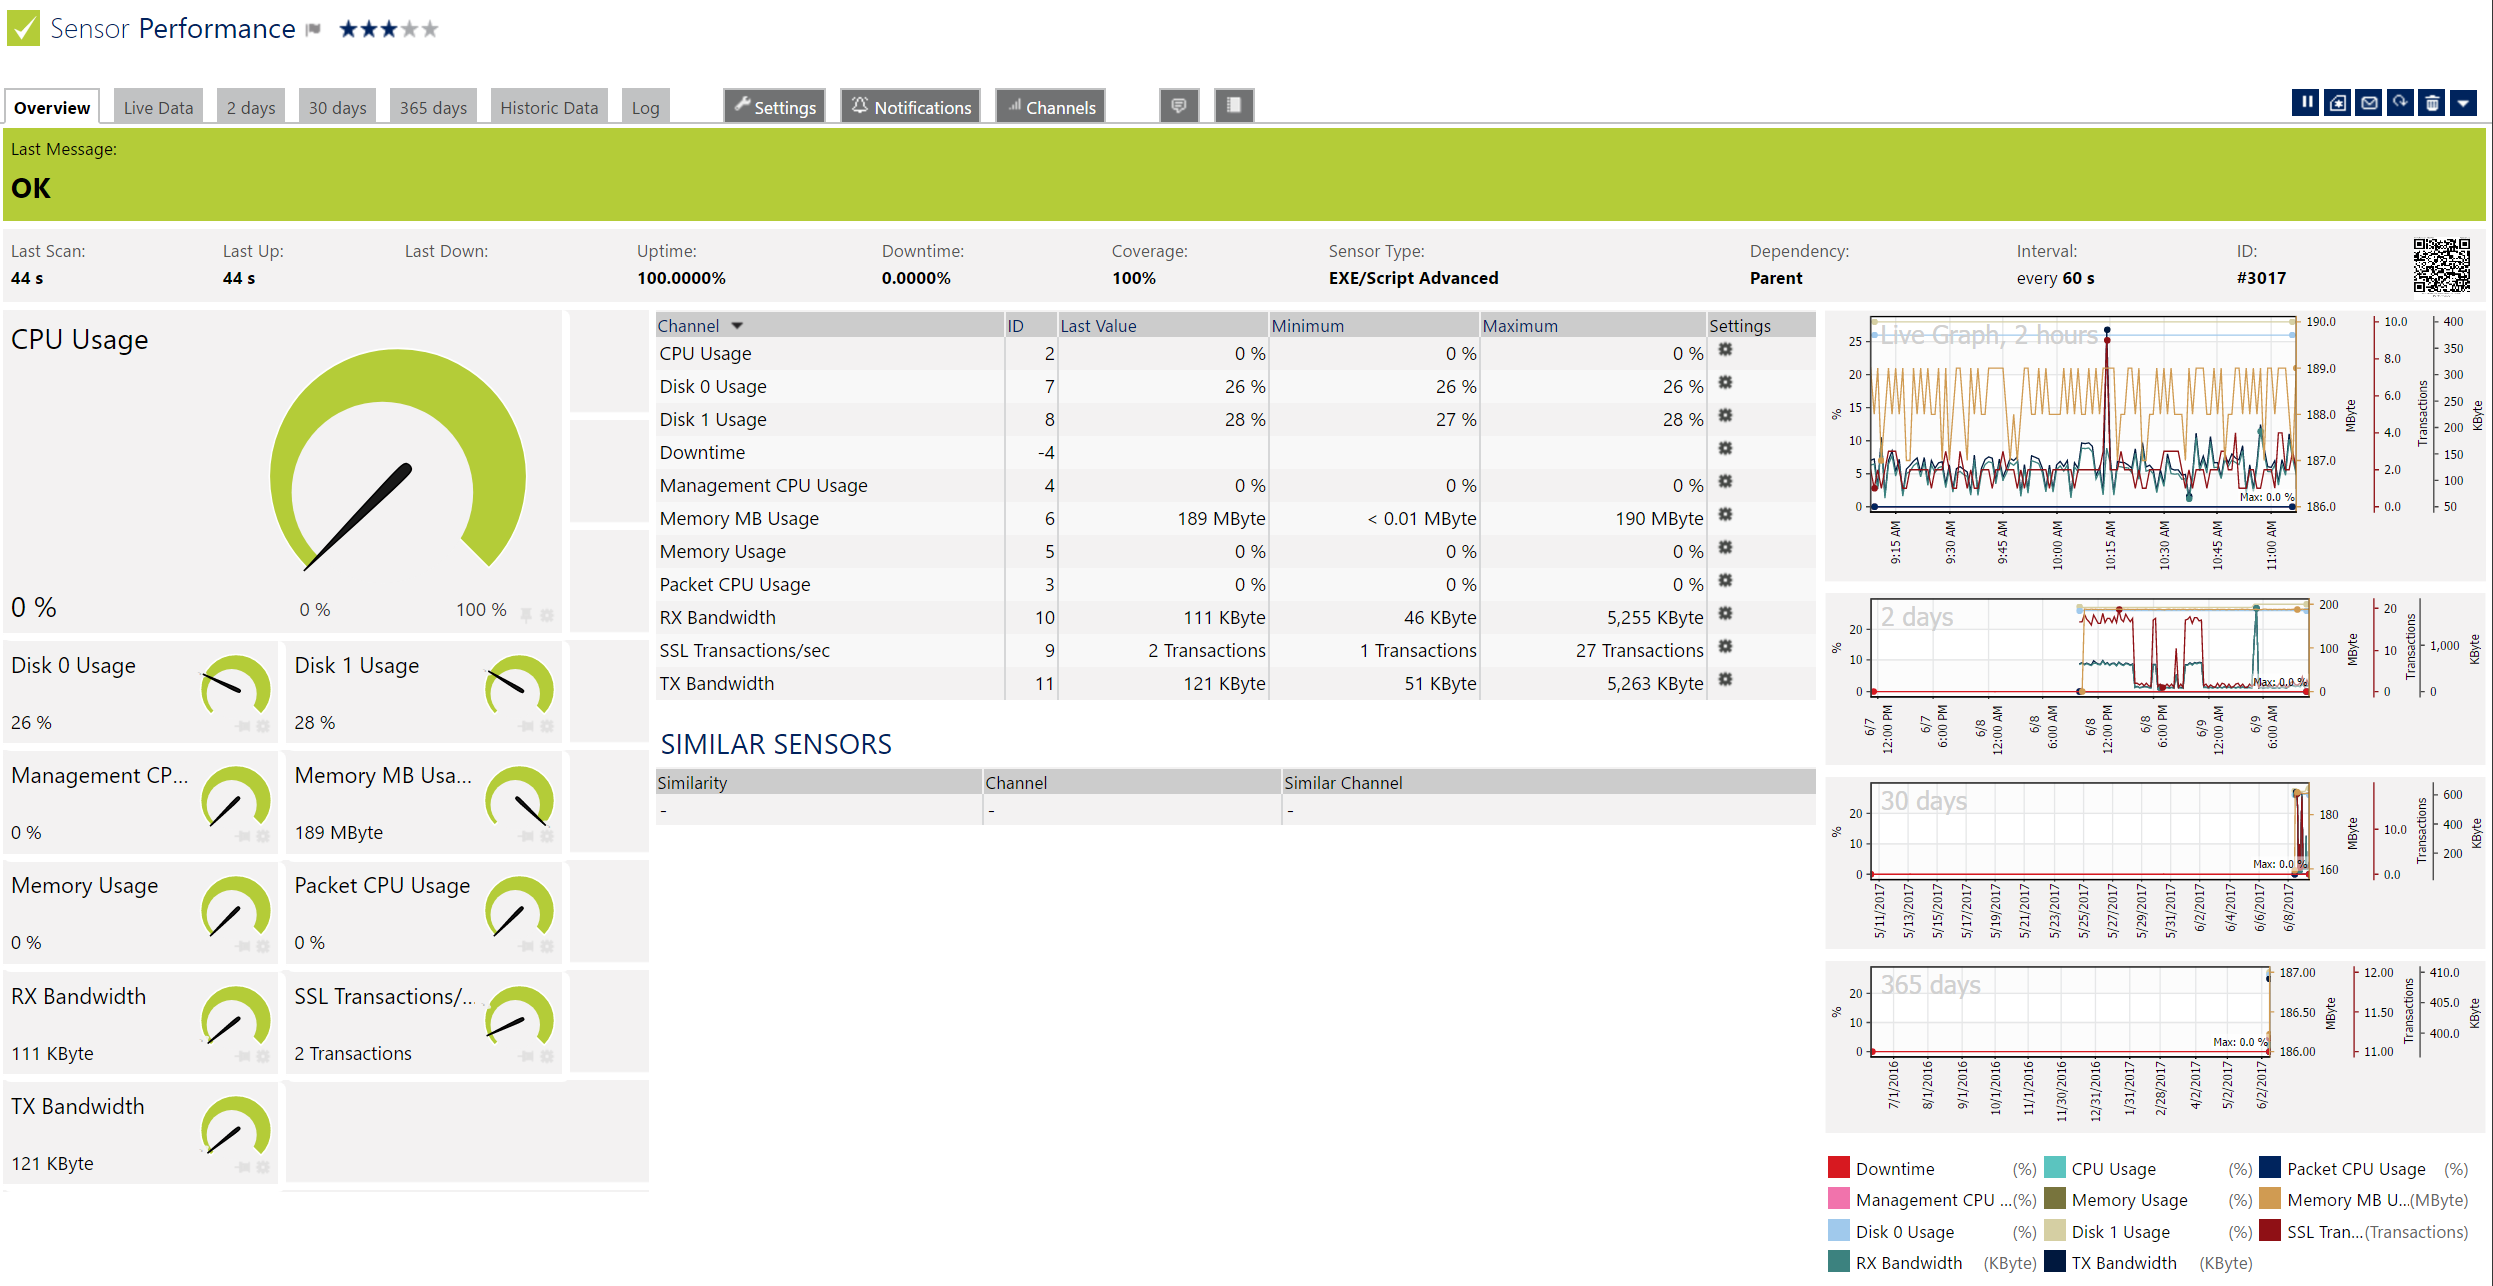 Sensor Performance
Overview
Live Data
2 days
30 days
365 days
Historic Data
Log
Settings
Notifications
Channels
Last Message:
OK
Last Scan:
44 s
Last Up:
44 s
Last Down:
Uptime:
100.0000%
Downtime:
0.0000%
Coverage:
100%
Sensor Type:
EXE/Script Advanced
Dependency:
Parent
Interval:
every 60 s
ID:
#3017
CPU Usage
0 %
0 %
100 %
Disk 0 Usage
26 %
Disk 1 Usage
28 %
Management CP...
0 %
Memory MB Usa...
189 MByte
Memory Usage
0 %
Packet CPU Usage
0 %
RX Bandwidth
111 KByte
SSL Transactions/...
2 Transactions
TX Bandwidth
121 KByte
Channel ID Last Value Minimum Maximum Settings
CPU Usage 2 0 % 0 % 0 %
Disk 0 Usage 7 26 % 26 % 26 %
Disk 1 Usage 8 28 % 27 % 28 %
Downtime -4
Management CPU Usage 4 0 % 0 % 0 %
Memory MB Usage 6 189 MByte < 0.01 MByte 190 MByte
Memory Usage 5 0 % 0 % 0 %
Packet CPU Usage 3 0 % 0 % 0 %
RX Bandwidth 10 111 KByte 46 KByte 5,255 KByte
SSL Transactions/sec 9 2 Transactions 1 Transactions 27 Transactions
TX Bandwidth 11 121 KByte 51 KByte 5,263 KByte
SIMILAR SENSORS
Similarity Channel Similar Channel
- - -
Live Graph, 2 hours
%
25
20
15
10
5
0
190.0
189.0
188.0
187.0
186.0
MByte
10.0
8.0
6.0
4.0
2.0
0.0
Transactions
400
350
300
250
200
150
100
50
KByte
Max: 0.0 %
9:15 AM
9:30 AM
9:45 AM
10:00 AM
10:15 AM
10:30 AM
10:45 AM
11:00 AM
2 days
%
20
10
0
200
100
0
MByte
20
10
0
Transactions
1,000
0
KByte
Max: 0.0 %
6/7 12:00 PM
6/7 6:00 PM
6/8 12:00 AM
6/8 6:00 AM
6/8 12:00 PM
6/8 6:00 PM
6/9 12:00 AM
6/9 6:00 AM
30 days
%
20
10
0
180
160
MByte
10.0
0.0
Transactions
600
400
200
KByte
Max: 0.0 %
5/11/2017
5/13/2017
5/15/2017
5/17/2017
5/19/2017
5/21/2017
5/23/2017
5/25/2017
5/27/2017
5/29/2017
5/31/2017
6/2/2017
6/4/2017
6/6/2017
6/8/2017
365 days
%
20
10
0
187.00
186.50
186.00
MByte
12.00
11.50
11.00
Transactions
410.0
405.0
400.0
KByte
Max: 0.0 %
7/1/2016
8/1/2016
9/1/2016
10/1/2016
11/1/2016
11/30/2016
12/31/2016
1/31/2017
2/28/2017
4/2/2017
5/2/2017
6/2/2017
Downtime (%) CPU Usage (%) Packet CPU Usage (%)
Management CPU ...(%) Memory Usage (%) Memory MB U...(MByte)
Disk 0 Usage (%) Disk 1 Usage (%) SSL Tran...(Transactions)
RX Bandwidth (KByte) TX Bandwidth (KByte)